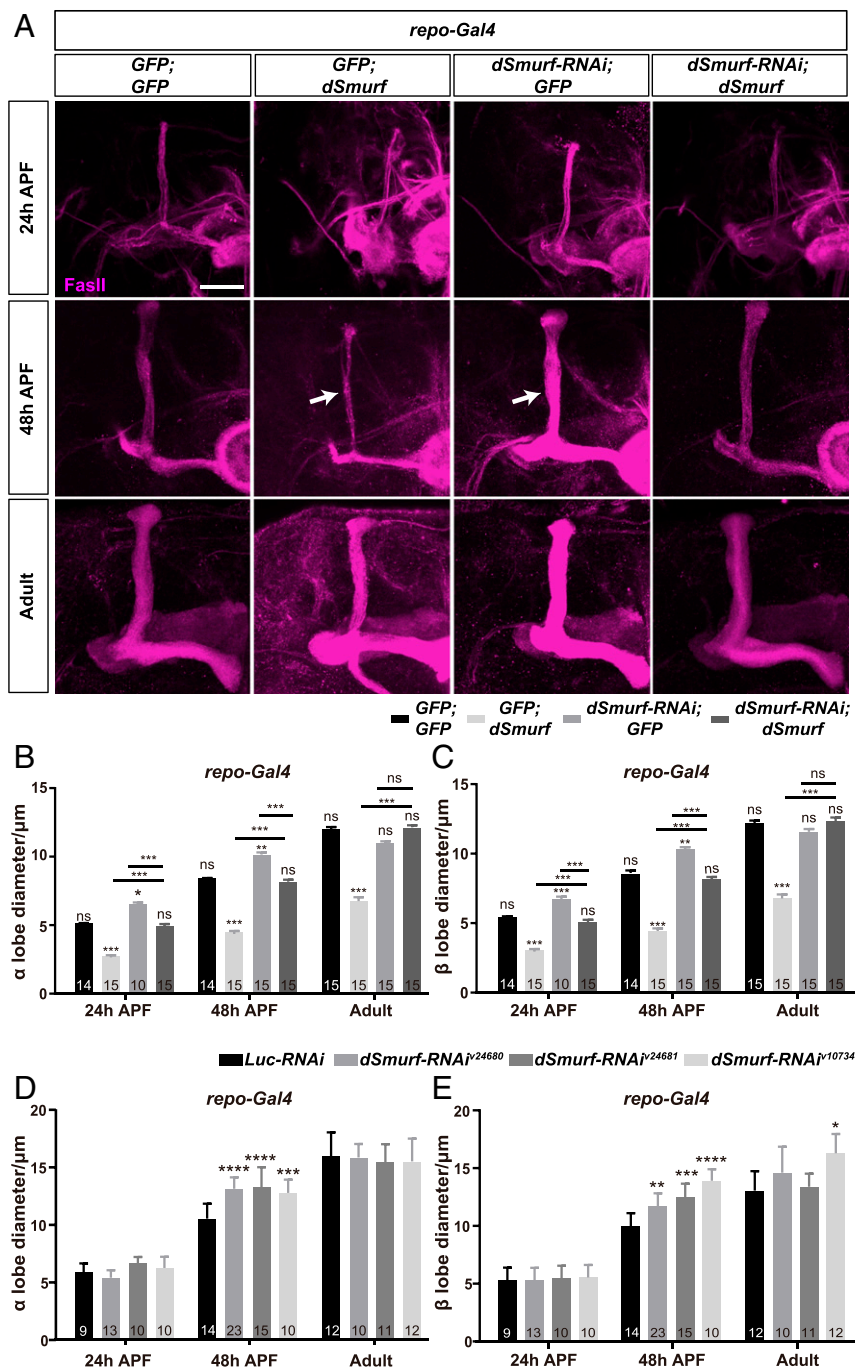 A
repo-Gal4
GFP; GFP; dSmurf-RNAi; dSmurf-RNAi;
GFP dSmurf GFP dSmurf
24h APF
FasII
48h APF
Adult
GFP; GFP; dSmurf-RNAi; dSmurf-RNAi;
GFP dSmurf GFP dSmurf
B
repo-Gal4
α lobe diameter/μm
15
10
5
0
ns *** * ns *** ***
ns *** ** ns *** ***
ns *** ns ns *** ns
14 15 10 15 14 15 15 15 15 15 15 15
24h APF 48h APF Adult
C
repo-Gal4
β lobe diameter/μm
15
10
5
0
ns *** *** ns *** ***
ns *** ** ns *** ***
ns *** ns ns *** ns
14 15 10 15 14 15 15 15 15 15 15 15
24h APF 48h APF Adult
Luc-RNAi dSmurf-RNAiv24680 dSmurf-RNAiv24681 dSmurf-RNAiv10734
D
repo-Gal4
α lobe diameter/μm
20
15
10
5
0
**** **** ***
9 13 10 10 14 23 15 10 12 10 11 12
24h APF 48h APF Adult
E
repo-Gal4
β lobe diameter/μm
20
15
10
5
0
** *** **** *
9 13 10 10 14 23 15 10 12 10 11 12
24h APF 48h APF Adult